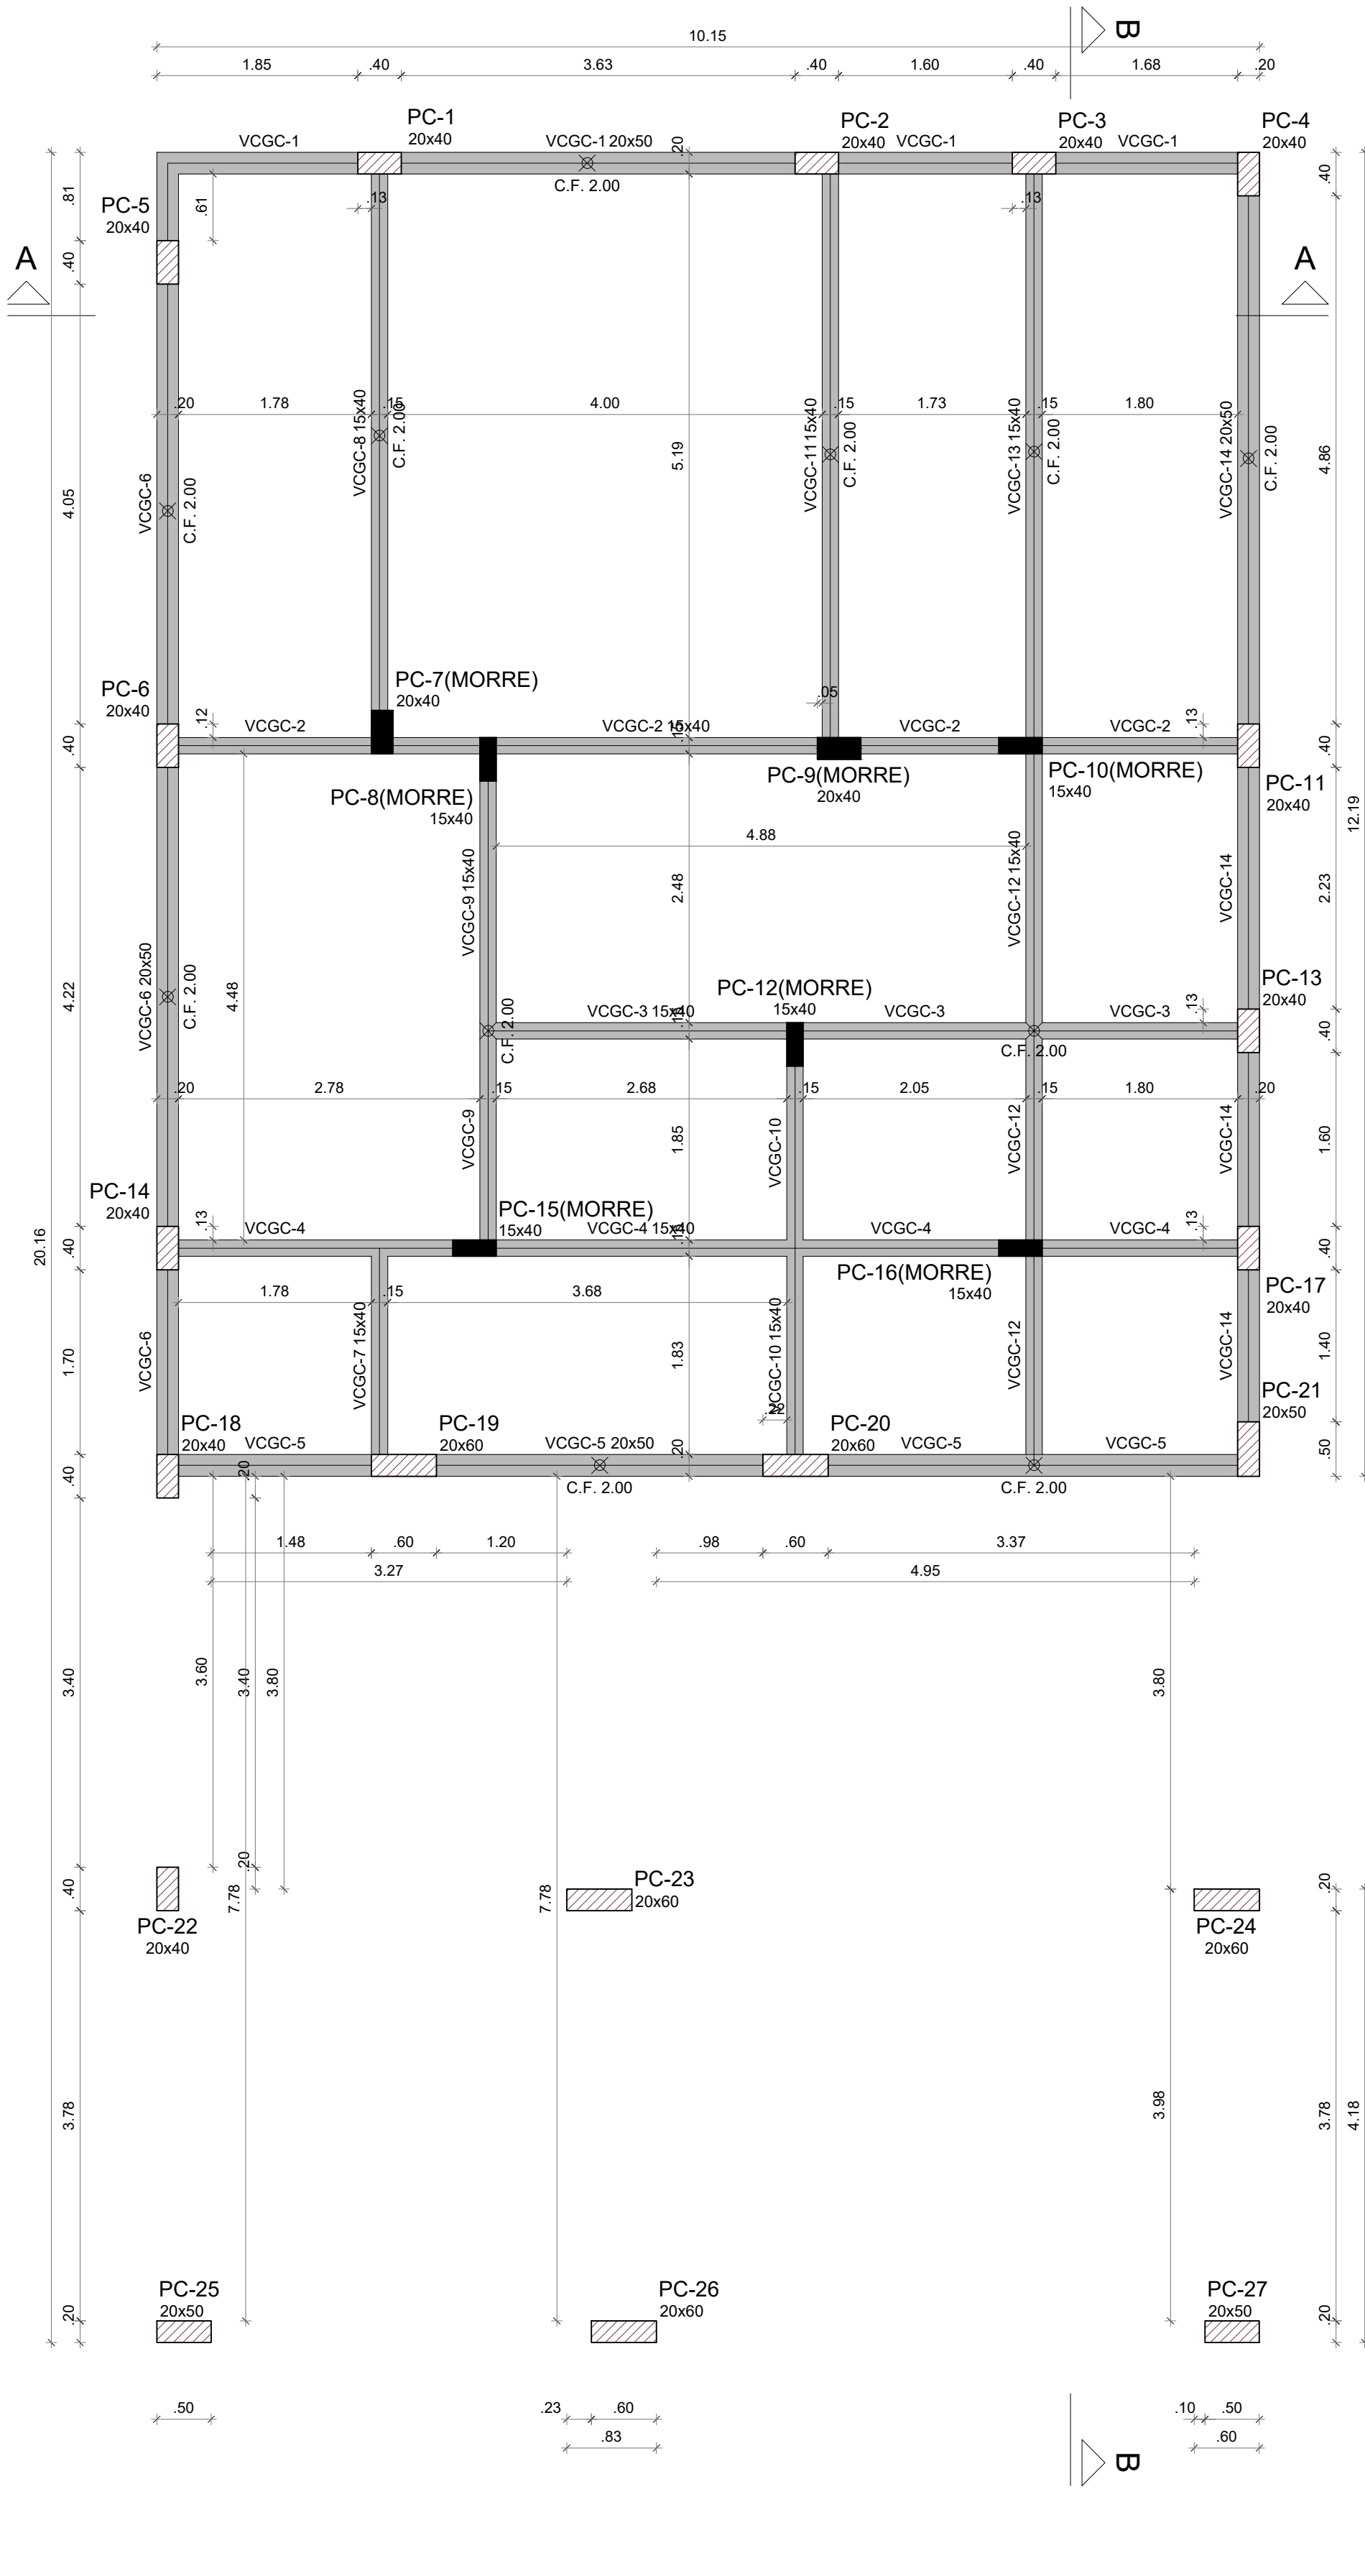 B
10.15
1.85 .40 3.63 .40 1.60 .40 1.68 .20
PC-1
20x40
PC-2
20x40
PC-3
20x40
PC-4
20x40
VCGC-1 VCGC-1 20x50 VCGC-1 VCGC-1
.20
C.F. 2.00
.81
.61
.13 .13
.40
PC-5
20x40
.40
A A
.20 1.78 .15 4.00 .15 1.73 .15 1.80
VCGC-8 15x40
C.F. 2.00
VCGC-11 15x40
C.F. 2.00
VCGC-13 15x40
C.F. 2.00
VCGC-14 20x50
C.F. 2.00
5.19
4.86
4.05
VCGC-6
C.F. 2.00
PC-7(MORRE)
20x40
PC-6
20x40
.05
.12
.13
.40
VCGC-2 VCGC-2 15x40 VCGC-2 VCGC-2
.15
.40
PC-8(MORRE)
15x40
PC-9(MORRE)
20x40
PC-10(MORRE)
15x40
PC-11
20x40
12.19
4.88
VCGC-9 15x40
2.48
VCGC-12 15x40
VCGC-14
2.23
VCGC-6 20x50
C.F. 2.00
4.22
4.48
PC-12(MORRE)
15x40
PC-13
20x40
.13
VCGC-3 15x40 VCGC-3 VCGC-3
.15
C.F. 2.00
C.F. 2.00
.40
.20 2.78 .15 2.68 .15 2.05 .15 1.80 .20
VCGC-9
1.85
VCGC-10
VCGC-12
VCGC-14
1.60
PC-14
20x40
PC-15(MORRE)
15x40
.13
.13
VCGC-4 VCGC-4 15x40 VCGC-4 VCGC-4
.15
.40
.40
20.16
PC-16(MORRE)
15x40
PC-17
20x40
1.78 .15 3.68
1.70
VCGC-6
VCGC-7 15x40
1.83
VCGC-10 15x40
VCGC-12
VCGC-14
1.40
.22
PC-18
20x40
PC-19
20x60
PC-20
20x60
PC-21
20x50
VCGC-5 VCGC-5 20x50 VCGC-5 VCGC-5
.20
.50
.40
.20
C.F. 2.00 C.F. 2.00
1.48 .60 1.20 .98 .60 3.37
3.27 4.95
3.40
3.60
3.40
3.80
3.80
.20
.40
7.78
7.78
.20
PC-22
20x40
PC-23
20x60
PC-24
20x60
3.78
3.98
3.78
4.18
PC-25
20x50
PC-26
20x60
PC-27
20x50
.20
.20
.50 .23 .60 .10 .50
.83 .60
B